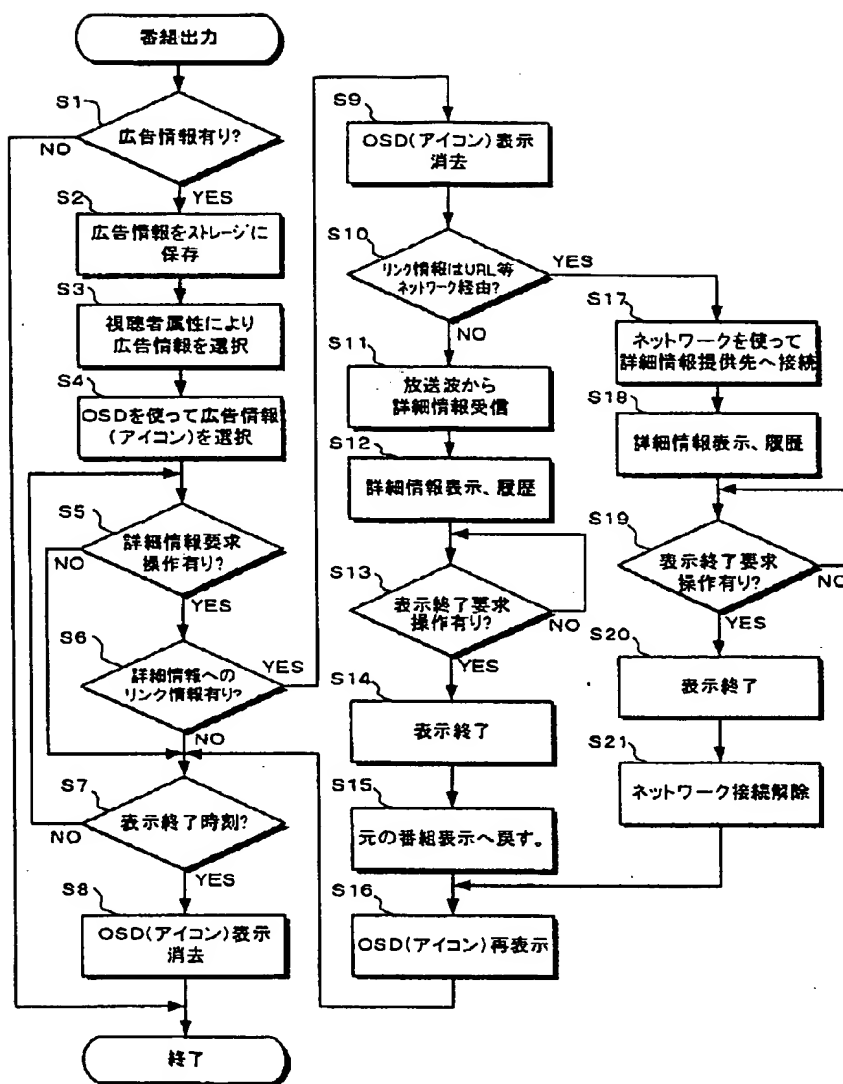 番組出力
S1
広告情報有り?
NO
YES
S2
広告情報をストレージに
保存
S3
視聴者属性により
広告情報を選択
S4
OSDを使って広告情報
(アイコン)を選択
S5
詳細情報要求
操作有り?
NO
YES
S6
詳細情報への
リンク情報有り?
YES
NO
S7
表示終了時刻?
NO
YES
S8
OSD(アイコン)表示
消去
終了
S9
OSD(アイコン)表示
消去
S10
リンク情報はURL等
ネットワーク経由?
YES
NO
S11
放送波から
詳細情報受信
S12
詳細情報表示、履歴
S13
表示終了要求
操作有り?
NO
YES
S14
表示終了
S15
元の番組表示へ戻す。
S16
OSD(アイコン)再表示
S17
ネットワークを使って
詳細情報提供先へ接続
S18
詳細情報表示、履歴
S19
表示終了要求
操作有り?
NO
YES
S20
表示終了
S21
ネットワーク接続解除